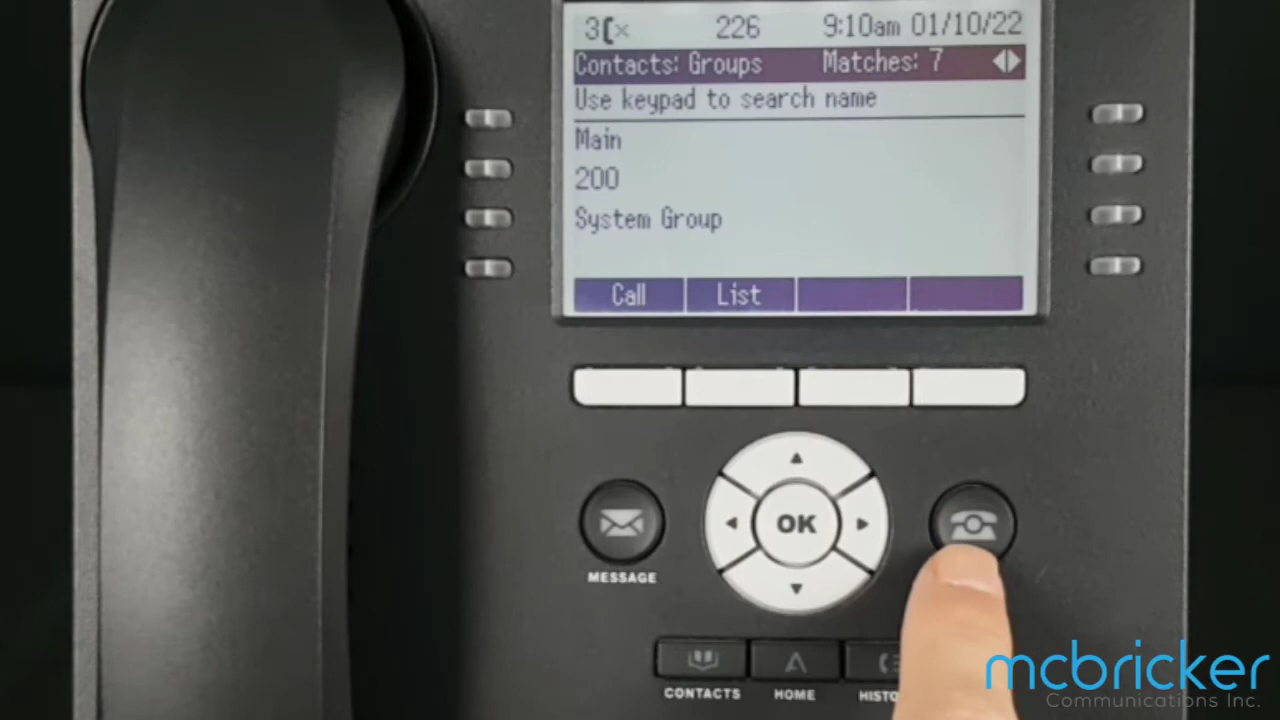 3 226 9:10am 01/10/22
Contacts: Groups Matches: 7
Use keypad to search name
Main
200
System Group
Call List
OK
MESSAGE
CONTACTS HOME
mcbricker
Communications Inc.